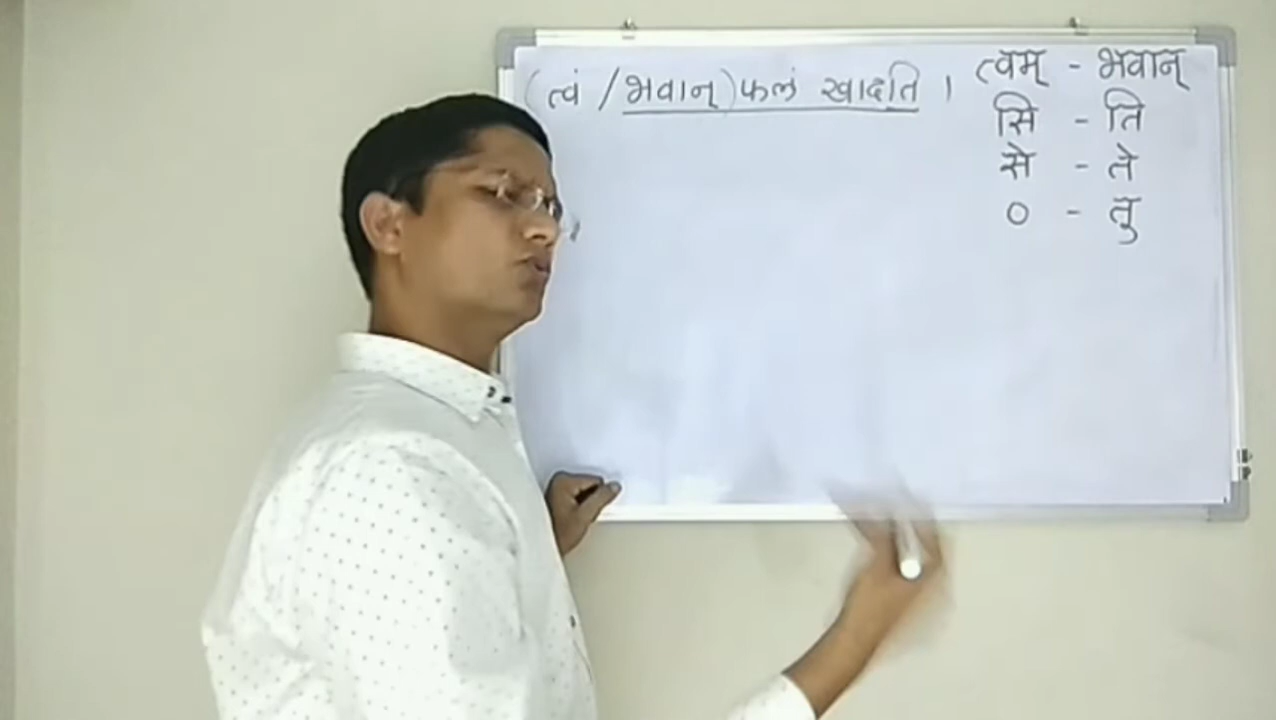 (त्वं / भवान्) फलं खादति ।
त्वम् - भवान्
सि - ति
से - ते
० - तु